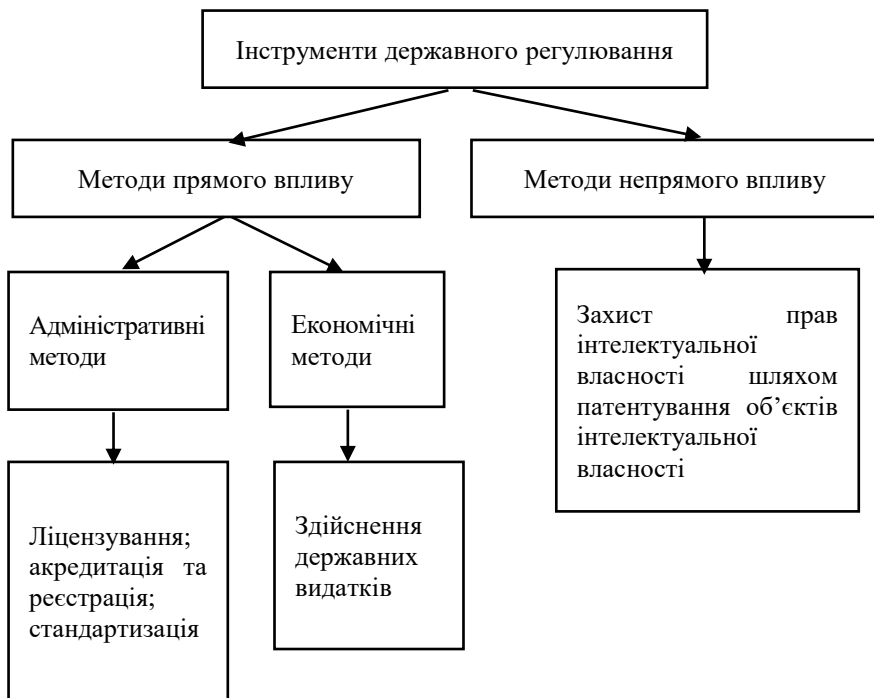 Інструменти державного регулювання
Методи прямого впливу
Методи непрямого впливу
Адміністративні
методи
Економічні
методи
Захист прав
інтелектуальної
власності шляхом
патентування об’єктів
інтелектуальної
власності
Ліцензування;
акредитація та
реєстрація;
стандартизація
Здійснення
державних
видатків